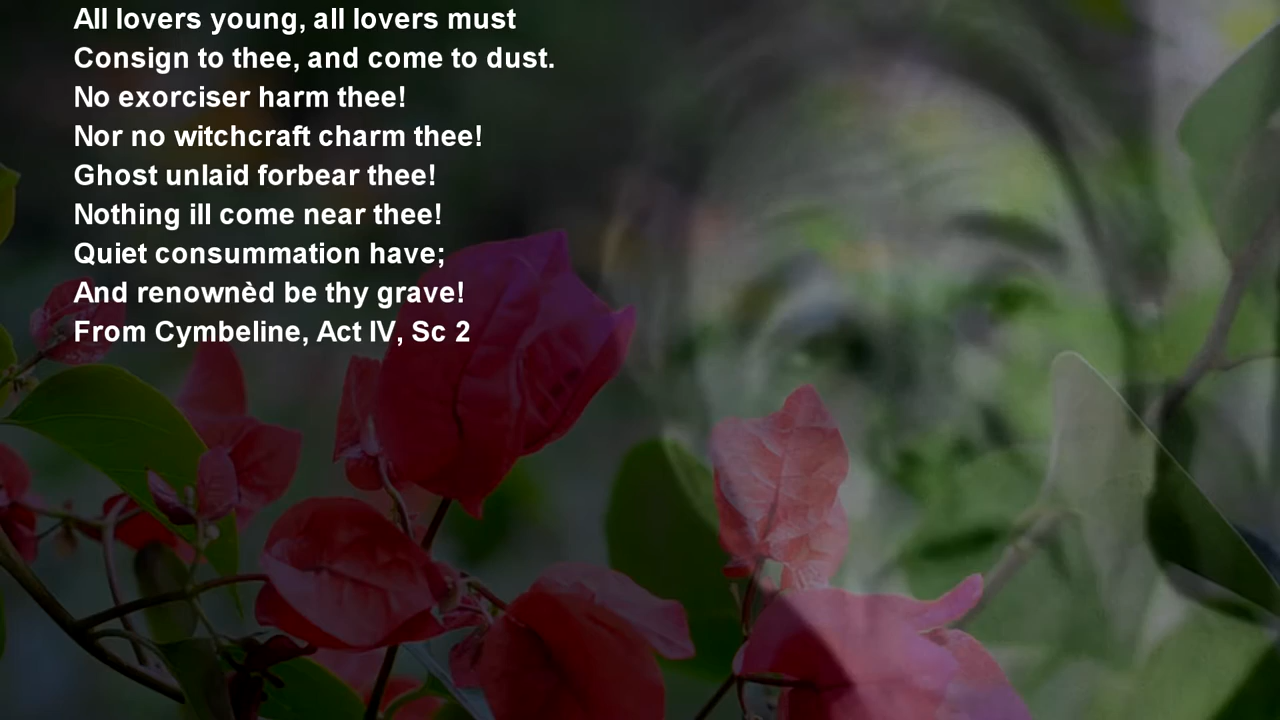 All lovers young, all lovers must
Consign to thee, and come to dust.
No exorciser harm thee!
Nor no witchcraft charm thee!
Ghost unlaid forbear thee!
Nothing ill come near thee!
Quiet consummation have;
And renownèd be thy grave!
From Cymbeline, Act IV, Sc 2